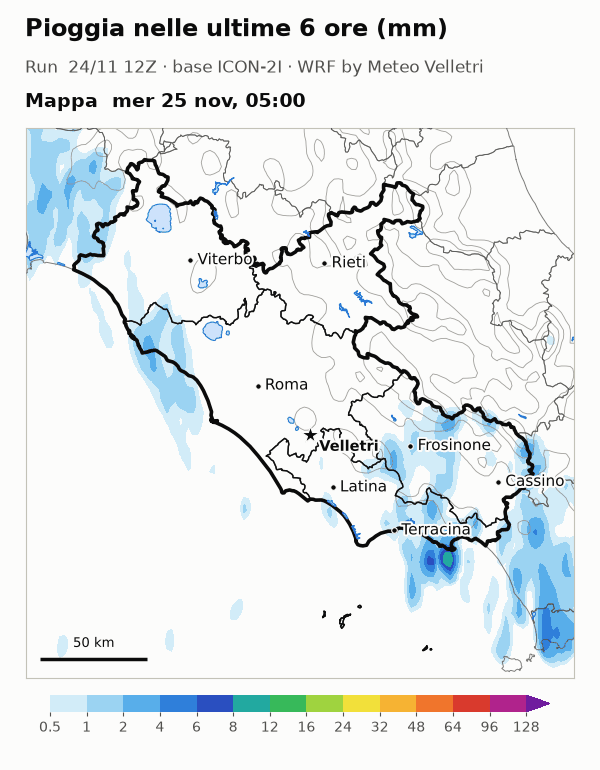 Pioggia nelle ultime 6 ore (mm)
Run  24/11 12Z · base ICON-2I · WRF by Meteo Velletri
Mappa  mer 25 nov, 05:00
Viterbo
Rieti
Roma
Velletri
Frosinone
Cassino
Latina
Terracina
50 km
0.5 1 2 4 6 8 12 16 24 32 48 64 96 128